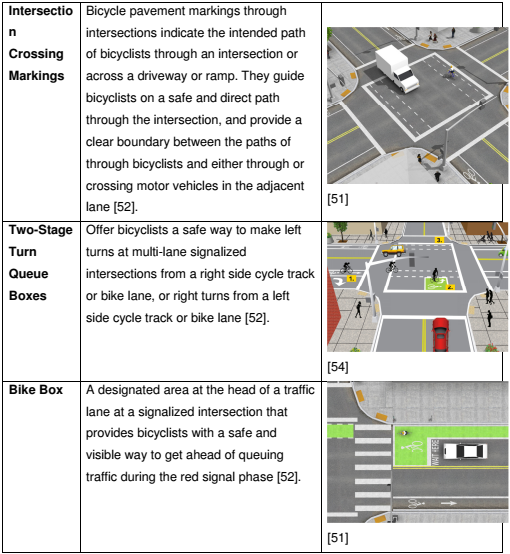 Intersectio
n
Crossing
Markings
Bicycle pavement markings through
intersections indicate the intended path
of bicyclists through an intersection or
across a driveway or ramp. They guide
bicyclists on a safe and direct path
through the intersection, and provide a
clear boundary between the paths of
through bicyclists and either through or
crossing motor vehicles in the adjacent
lane [52].
[51]
Two-Stage
Turn
Queue
Boxes
Offer bicyclists a safe way to make left
turns at multi-lane signalized
intersections from a right side cycle track
or bike lane, or right turns from a left
side cycle track or bike lane [52].
3.
1.
2.
[54]
Bike Box
A designated area at the head of a traffic
lane at a signalized intersection that
provides bicyclists with a safe and
visible way to get ahead of queuing
traffic during the red signal phase [52].
WAIT HERE
[51]